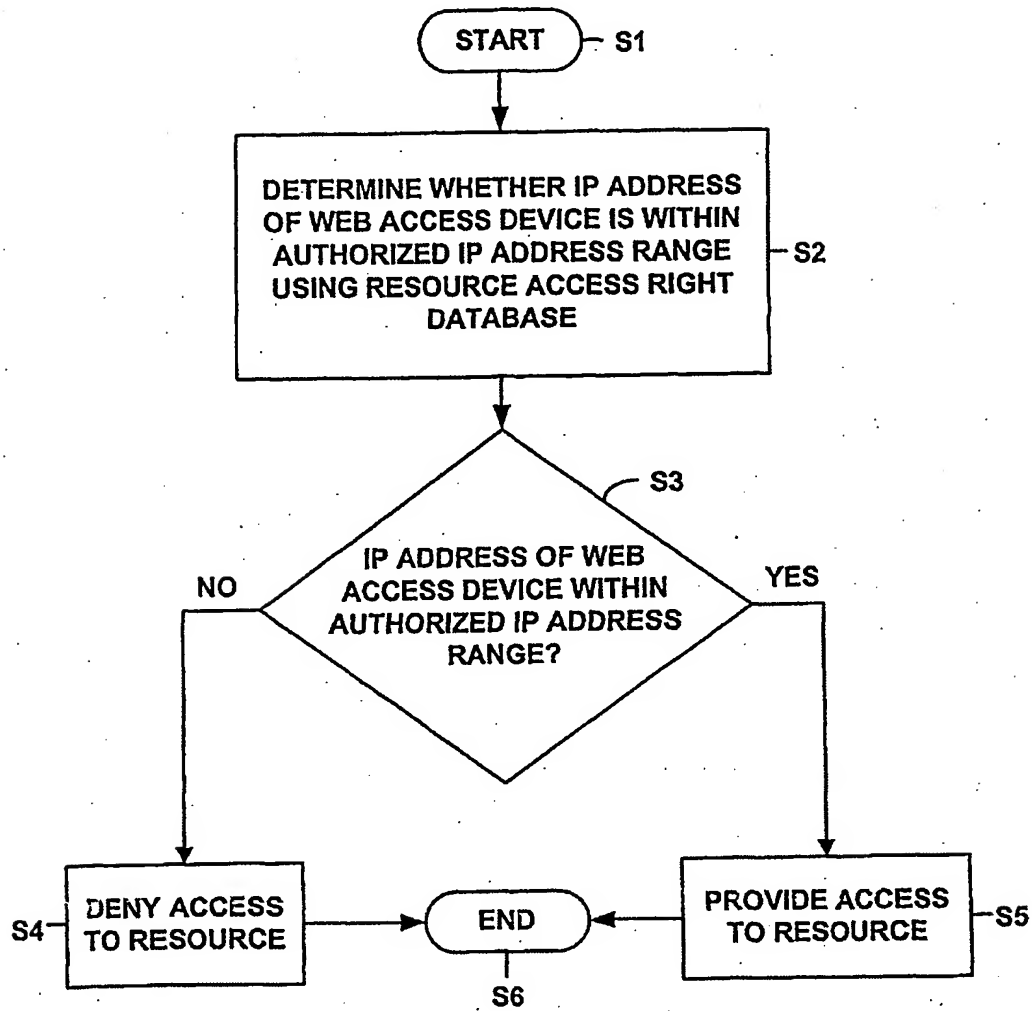 START
S1
DETERMINE WHETHER IP ADDRESS
OF WEB ACCESS DEVICE IS WITHIN
AUTHORIZED IP ADDRESS RANGE
USING RESOURCE ACCESS RIGHT
DATABASE
S2
S3
IP ADDRESS OF WEB
ACCESS DEVICE WITHIN
AUTHORIZED IP ADDRESS
RANGE?
NO
YES
DENY ACCESS
TO RESOURCE
S4
END
S6
PROVIDE ACCESS
TO RESOURCE
S5